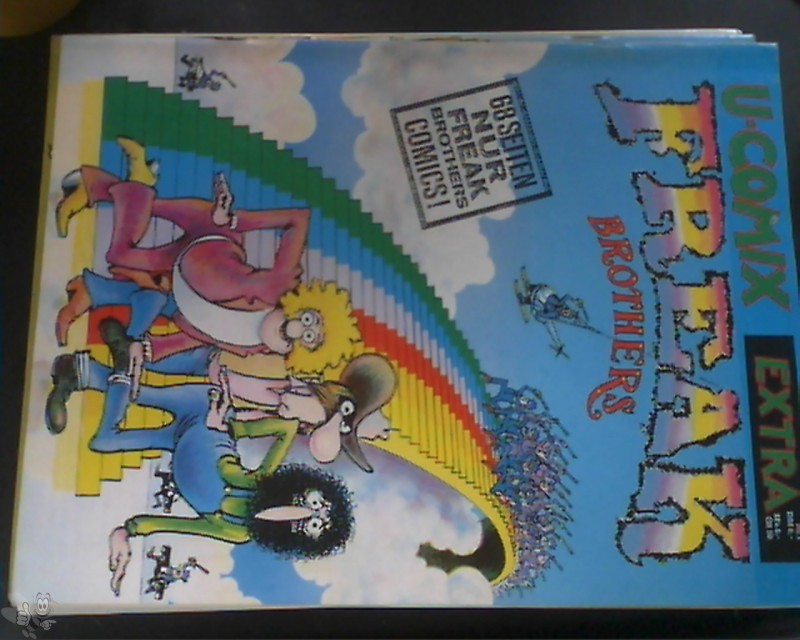 U-COMIX EXTRA
FREAK
BROTHERS
68 SEITEN
NUR
FREAK
BROTHERS
COMICS!